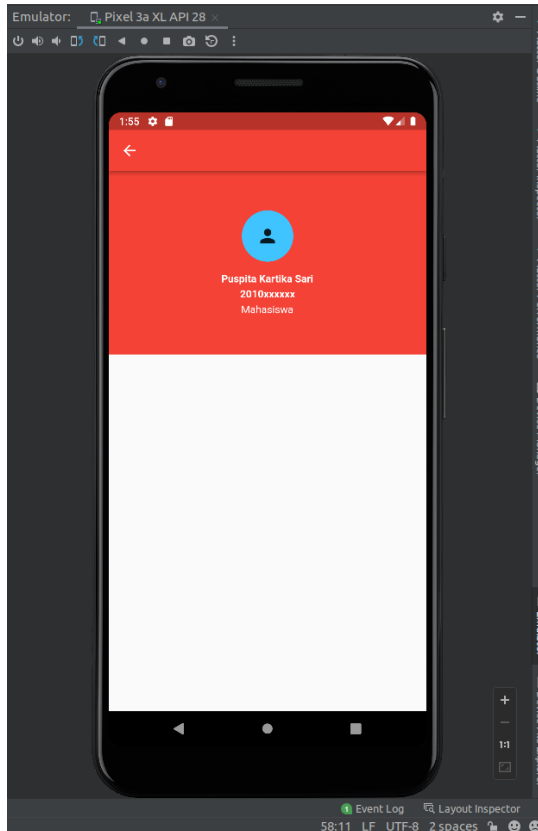 Emulator: Pixel 3a XL API 28 ×
1:55
Puspita Kartika Sari
2010xxxxxx
Mahasiswa
1:1
1 Event Log Layout Inspector
58:11 LF UTF-8 2 spaces